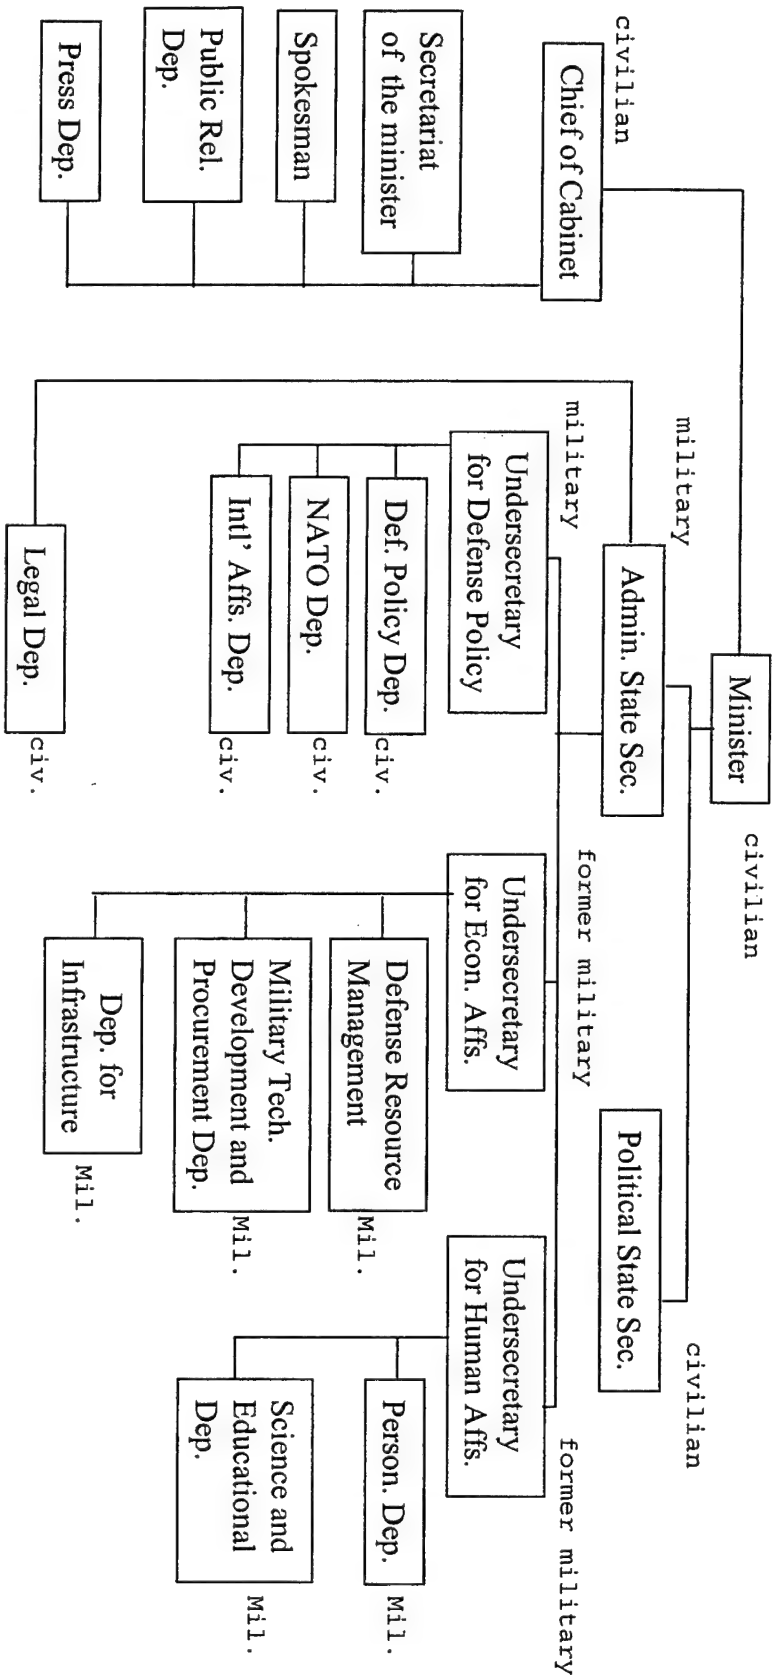 civilian
Minister
civilian
Chief of Cabinet
Secretariat
of the minister
Spokesman
Public Rel.
Dep.
Press Dep.
military
Admin. State Sec.
civilian
Political State Sec.
military
Undersecretary
for Defense Policy
Def. Policy Dep.
civ.
NATO Dep.
civ.
Intl' Affs. Dep.
civ.
Legal Dep.
civ.
former military
Undersecretary
for Econ. Affs.
Defense Resource
Management
Mil.
Military Tech.
Development and
Procurement Dep.
Mil.
Dep. for
Infrastructure
Mil.
former military
Undersecretary
for Human Affs.
Person. Dep.
Mil.
Science and
Educational
Dep.
Mil.